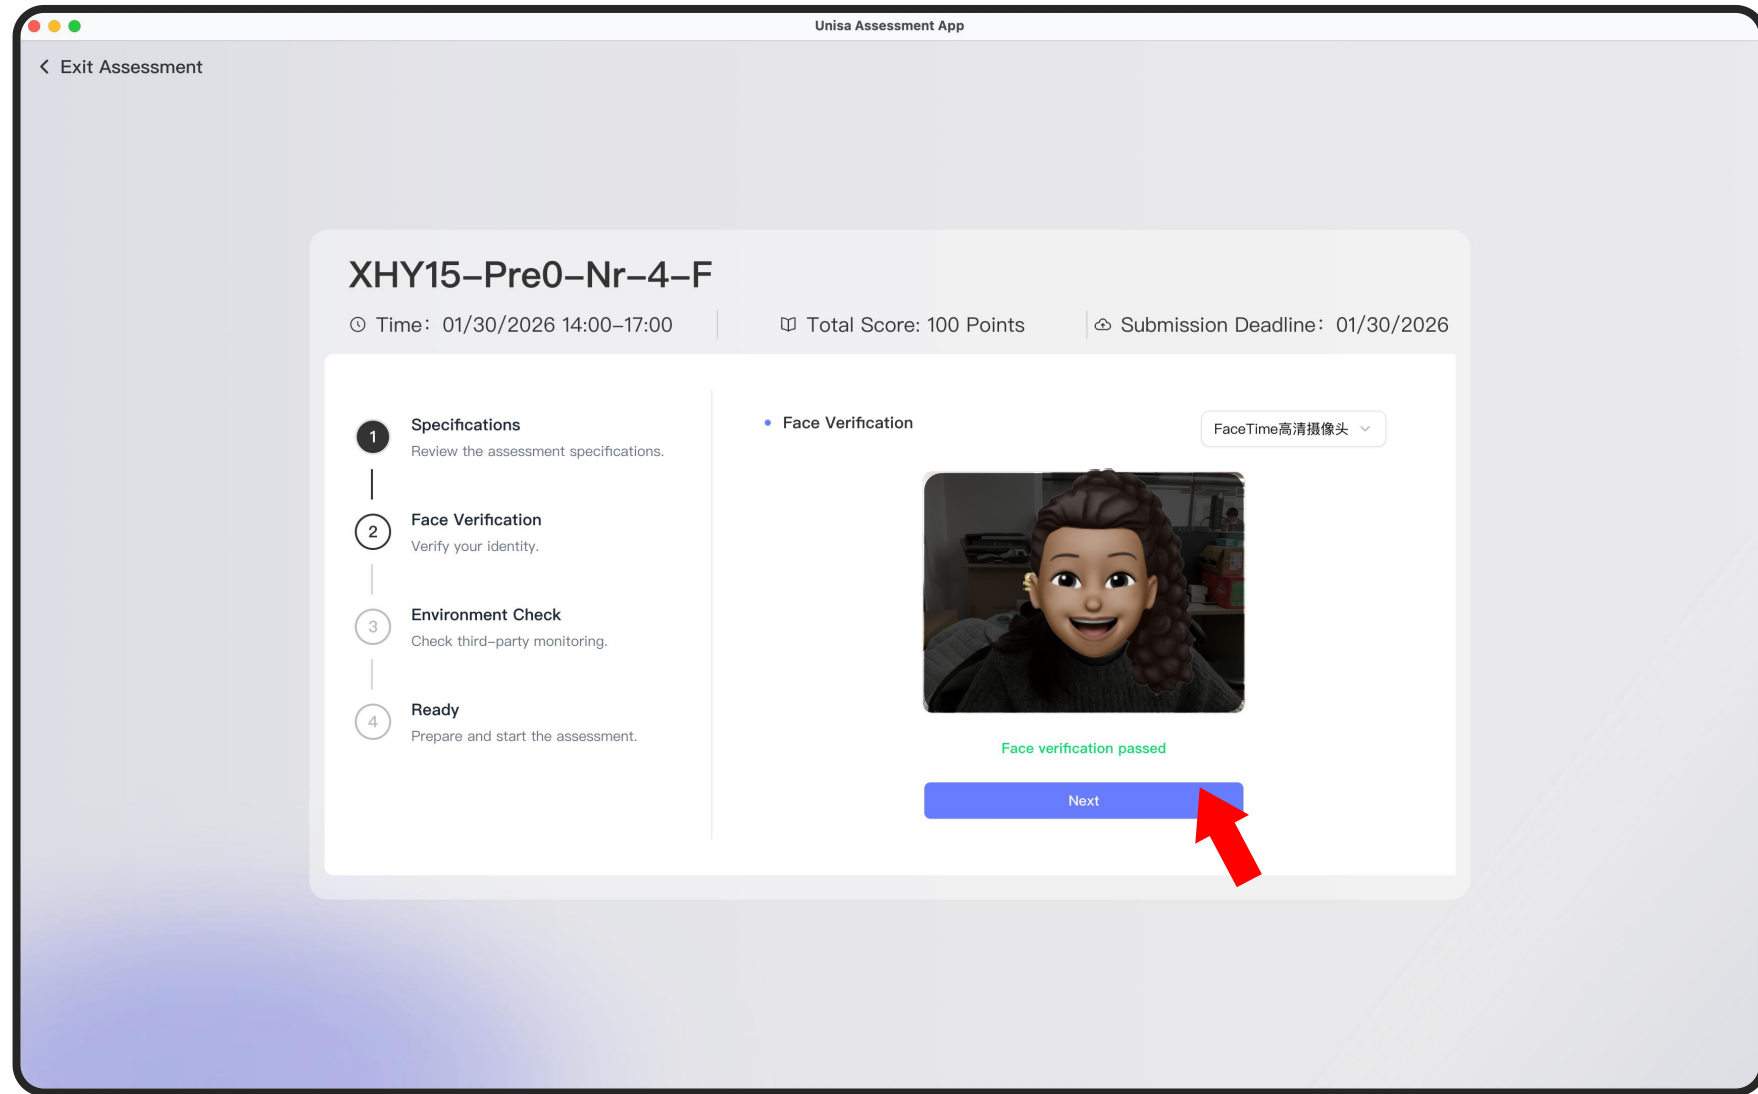 Unisa Assessment App
Exit Assessment
XHY15-Pre0-Nr-4-F
Time: 01/30/2026 14:00-17:00
Total Score: 100 Points
Submission Deadline: 01/30/2026
1
Specifications
Review the assessment specifications.
2
Face Verification
Verify your identity.
3
Environment Check
Check third-party monitoring.
4
Ready
Prepare and start the assessment.
Face Verification
FaceTime高清摄像头
Face verification passed
Next